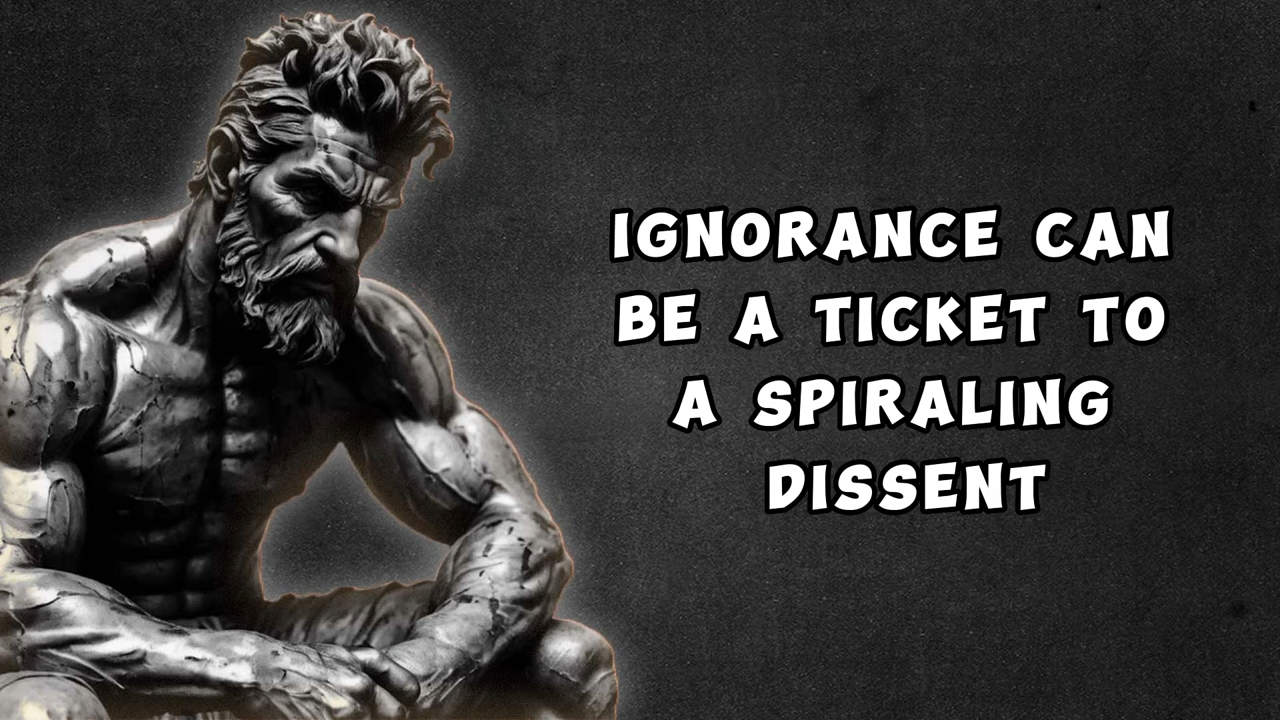 IGNORANCE CAN
BE A TICKET TO
A SPIRALING
DISSENT